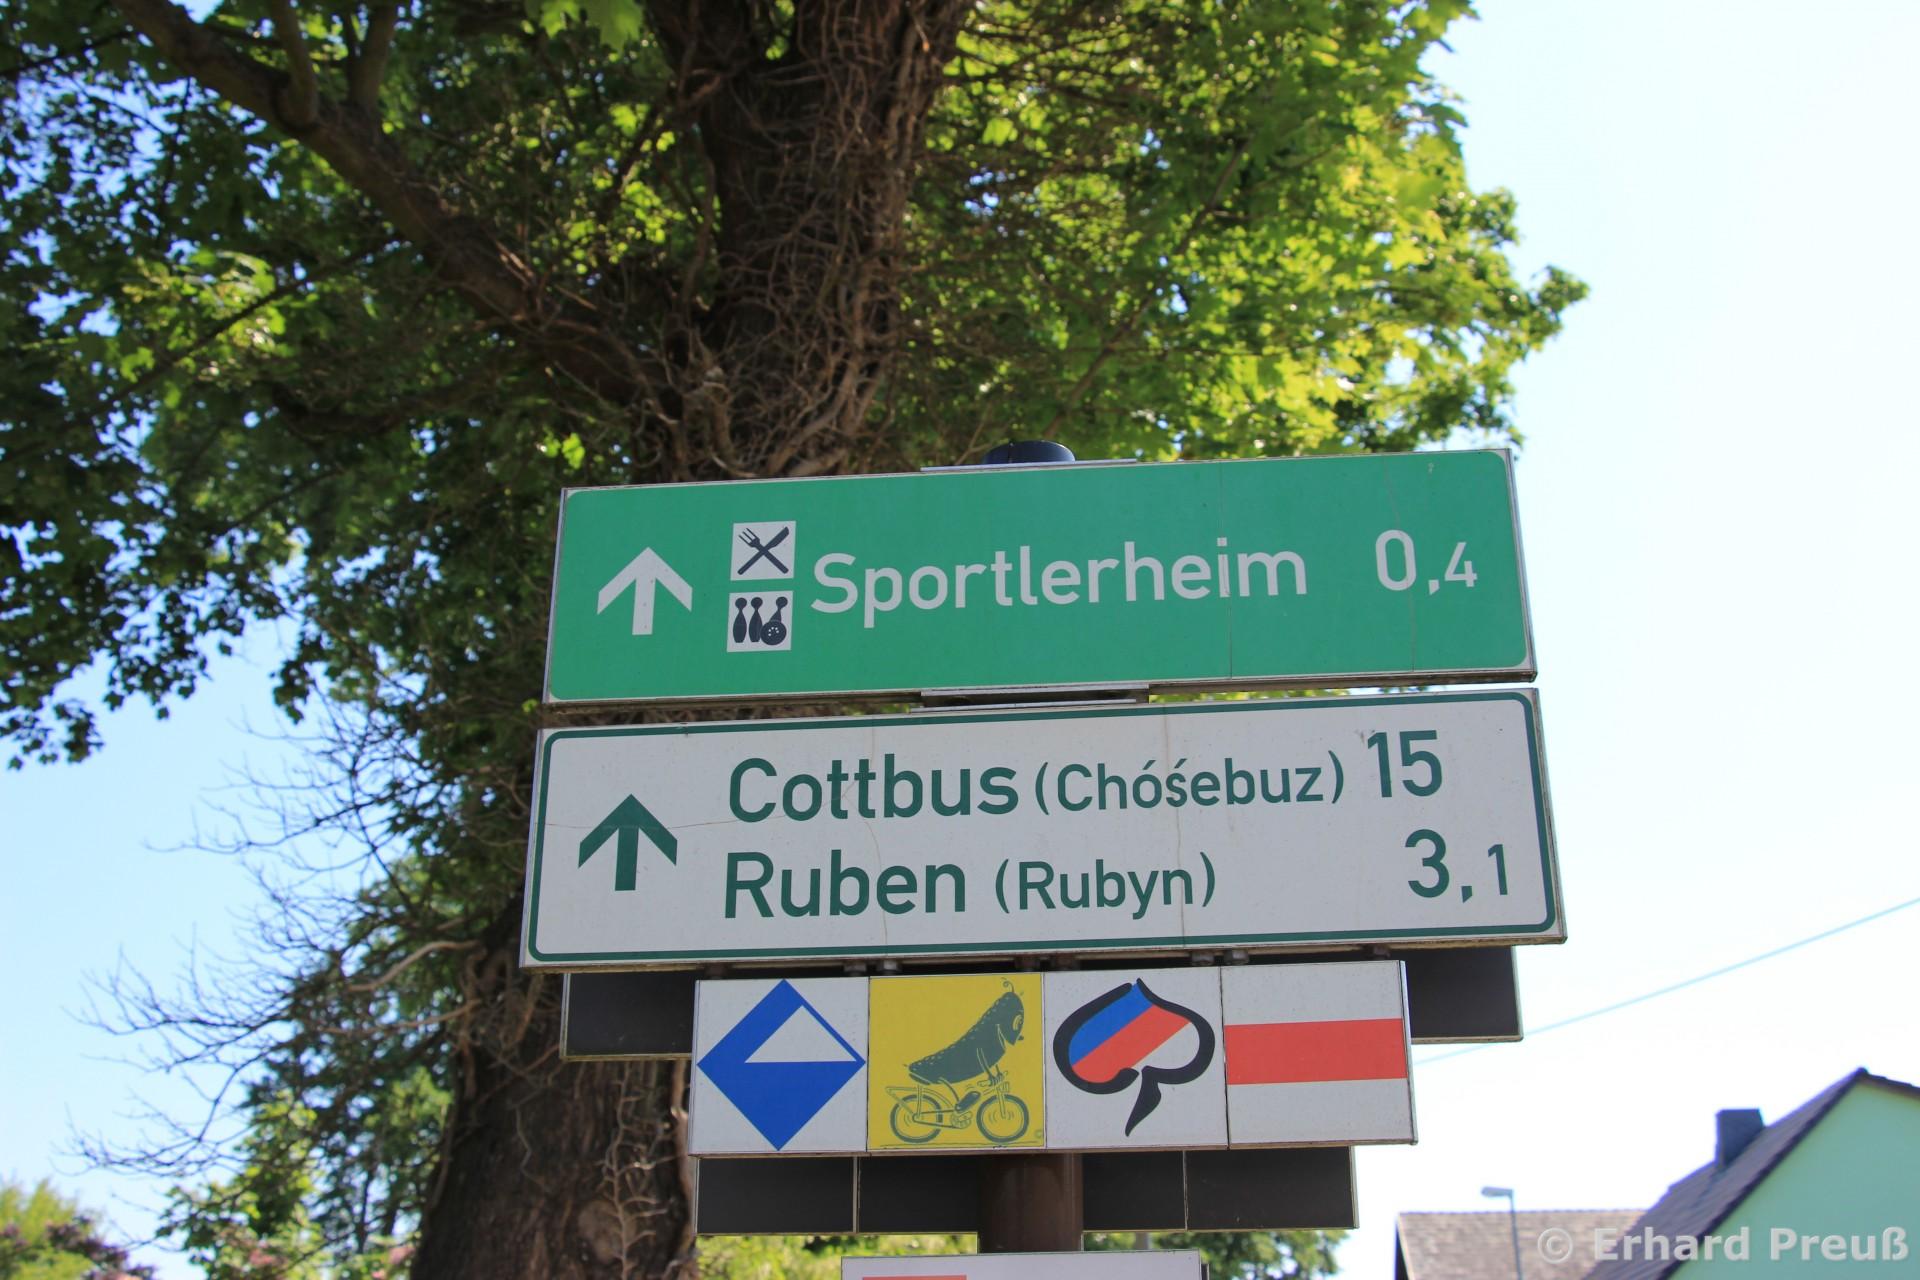 Sportlerheim 0,4
Cottbus (Chóśebuz) 15
Ruben (Rubyn) 3,1
© Erhard Preuß